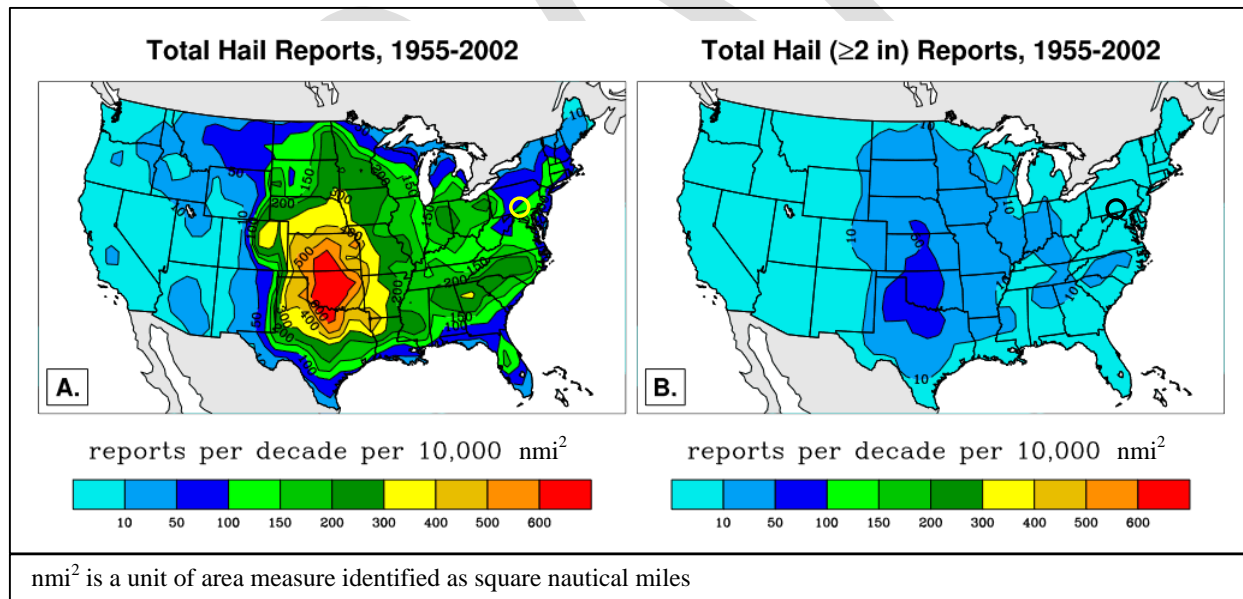 Total Hail Reports, 1955-2002
Total Hail (≥2 in) Reports, 1955-2002
A.
B.
reports per decade per 10,000 nmi²
reports per decade per 10,000 nmi²
10 50 100 150 200 300 400 500 600
10 50 100 150 200 300 400 500 600
nmi² is a unit of area measure identified as square nautical miles